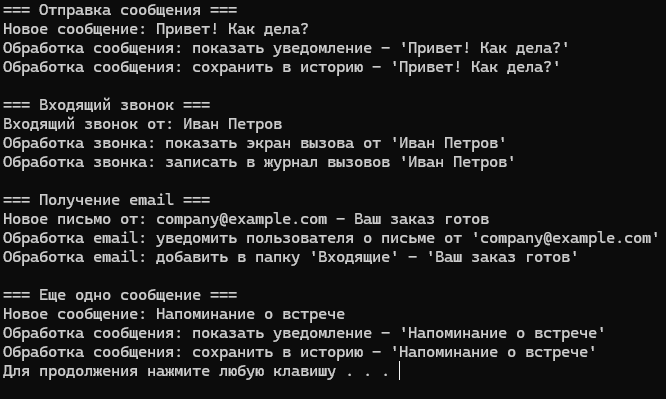 === Отправка сообщения ===
Новое сообщение: Привет! Как дела?
Обработка сообщения: показать уведомление - 'Привет! Как дела?'
Обработка сообщения: сохранить в историю - 'Привет! Как дела?'

=== Входящий звонок ===
Входящий звонок от: Иван Петров
Обработка звонка: показать экран вызова от 'Иван Петров'
Обработка звонка: записать в журнал вызовов 'Иван Петров'

=== Получение email ===
Новое письмо от: company@example.com - Ваш заказ готов
Обработка email: уведомить пользователя о письме от 'company@example.com'
Обработка email: добавить в папку 'Входящие' - 'Ваш заказ готов'

=== Еще одно сообщение ===
Новое сообщение: Напоминание о встрече
Обработка сообщения: показать уведомление - 'Напоминание о встрече'
Обработка сообщения: сохранить в историю - 'Напоминание о встрече'
Для продолжения нажмите любую клавишу . . .